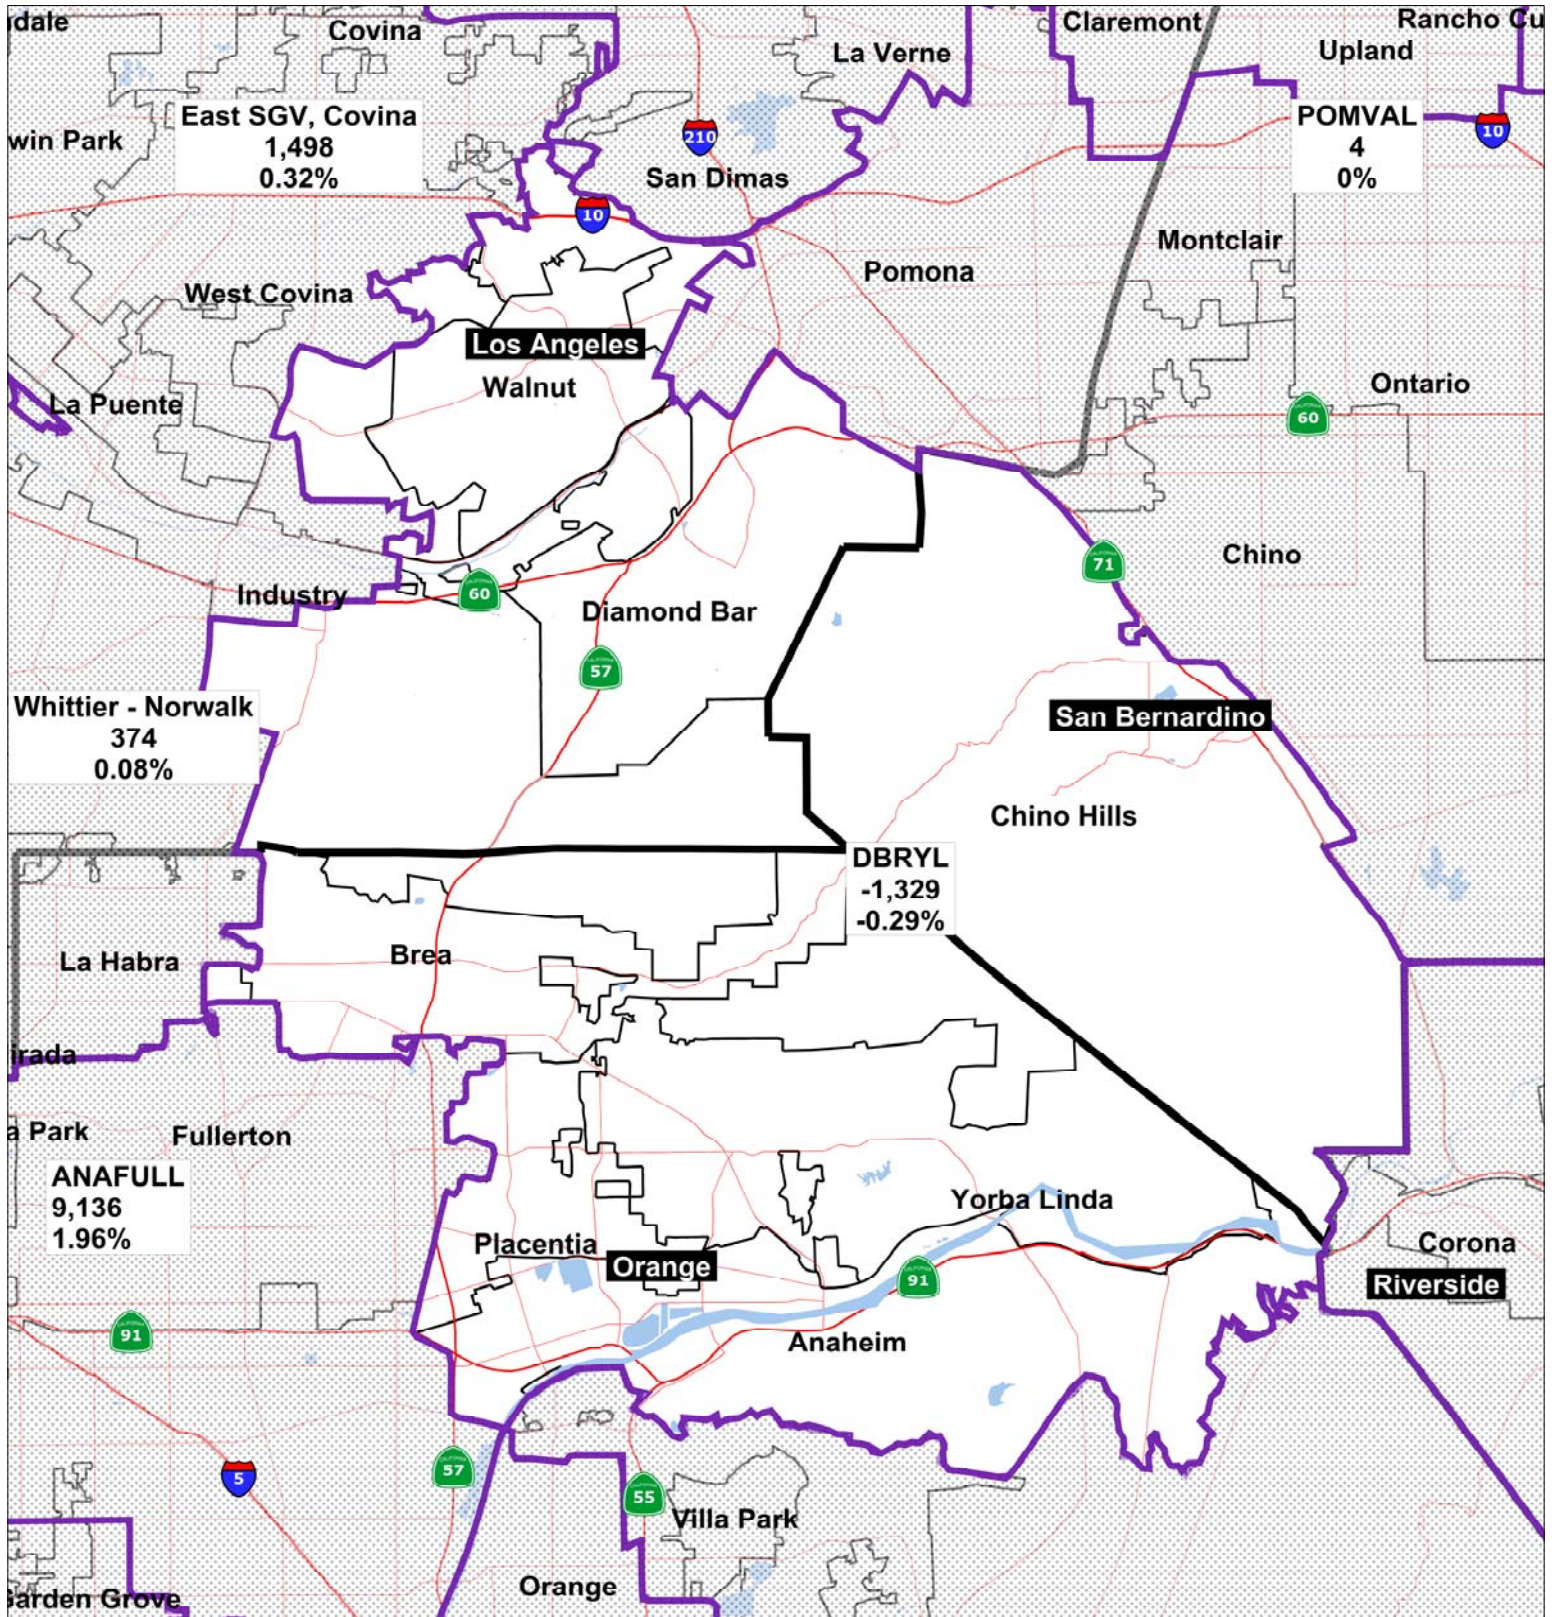 dale
Covina
Claremont
Rancho Cu
La Verne
Upland
East SGV, Covina
1,498
0.32%
POMVAL
4
0%
10
210
win Park
San Dimas
10
Montclair
Pomona
West Covina
Los Angeles
Walnut
Ontario
La Puente
60
Chino
71
Industry
60
Diamond Bar
57
Whittier - Norwalk
374
0.08%
San Bernardino
Chino Hills
DBRYL
-1,329
-0.29%
La Habra
Brea
irada
a Park
Fullerton
ANAFULL
9,136
1.96%
Yorba Linda
Placentia
Orange
Corona
91
Riverside
91
Anaheim
57
5
55
Villa Park
Orange
Garden Grove